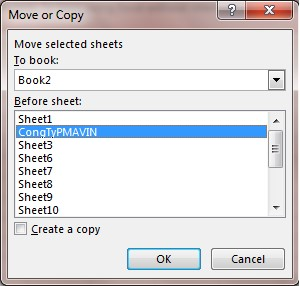 Move or Copy
Move selected sheets
To book:
Book2
Before sheet:
Sheet1
CongTyPMAVIN
Sheet3
Sheet6
Sheet7
Sheet8
Sheet9
Sheet10
Create a copy
OK Cancel